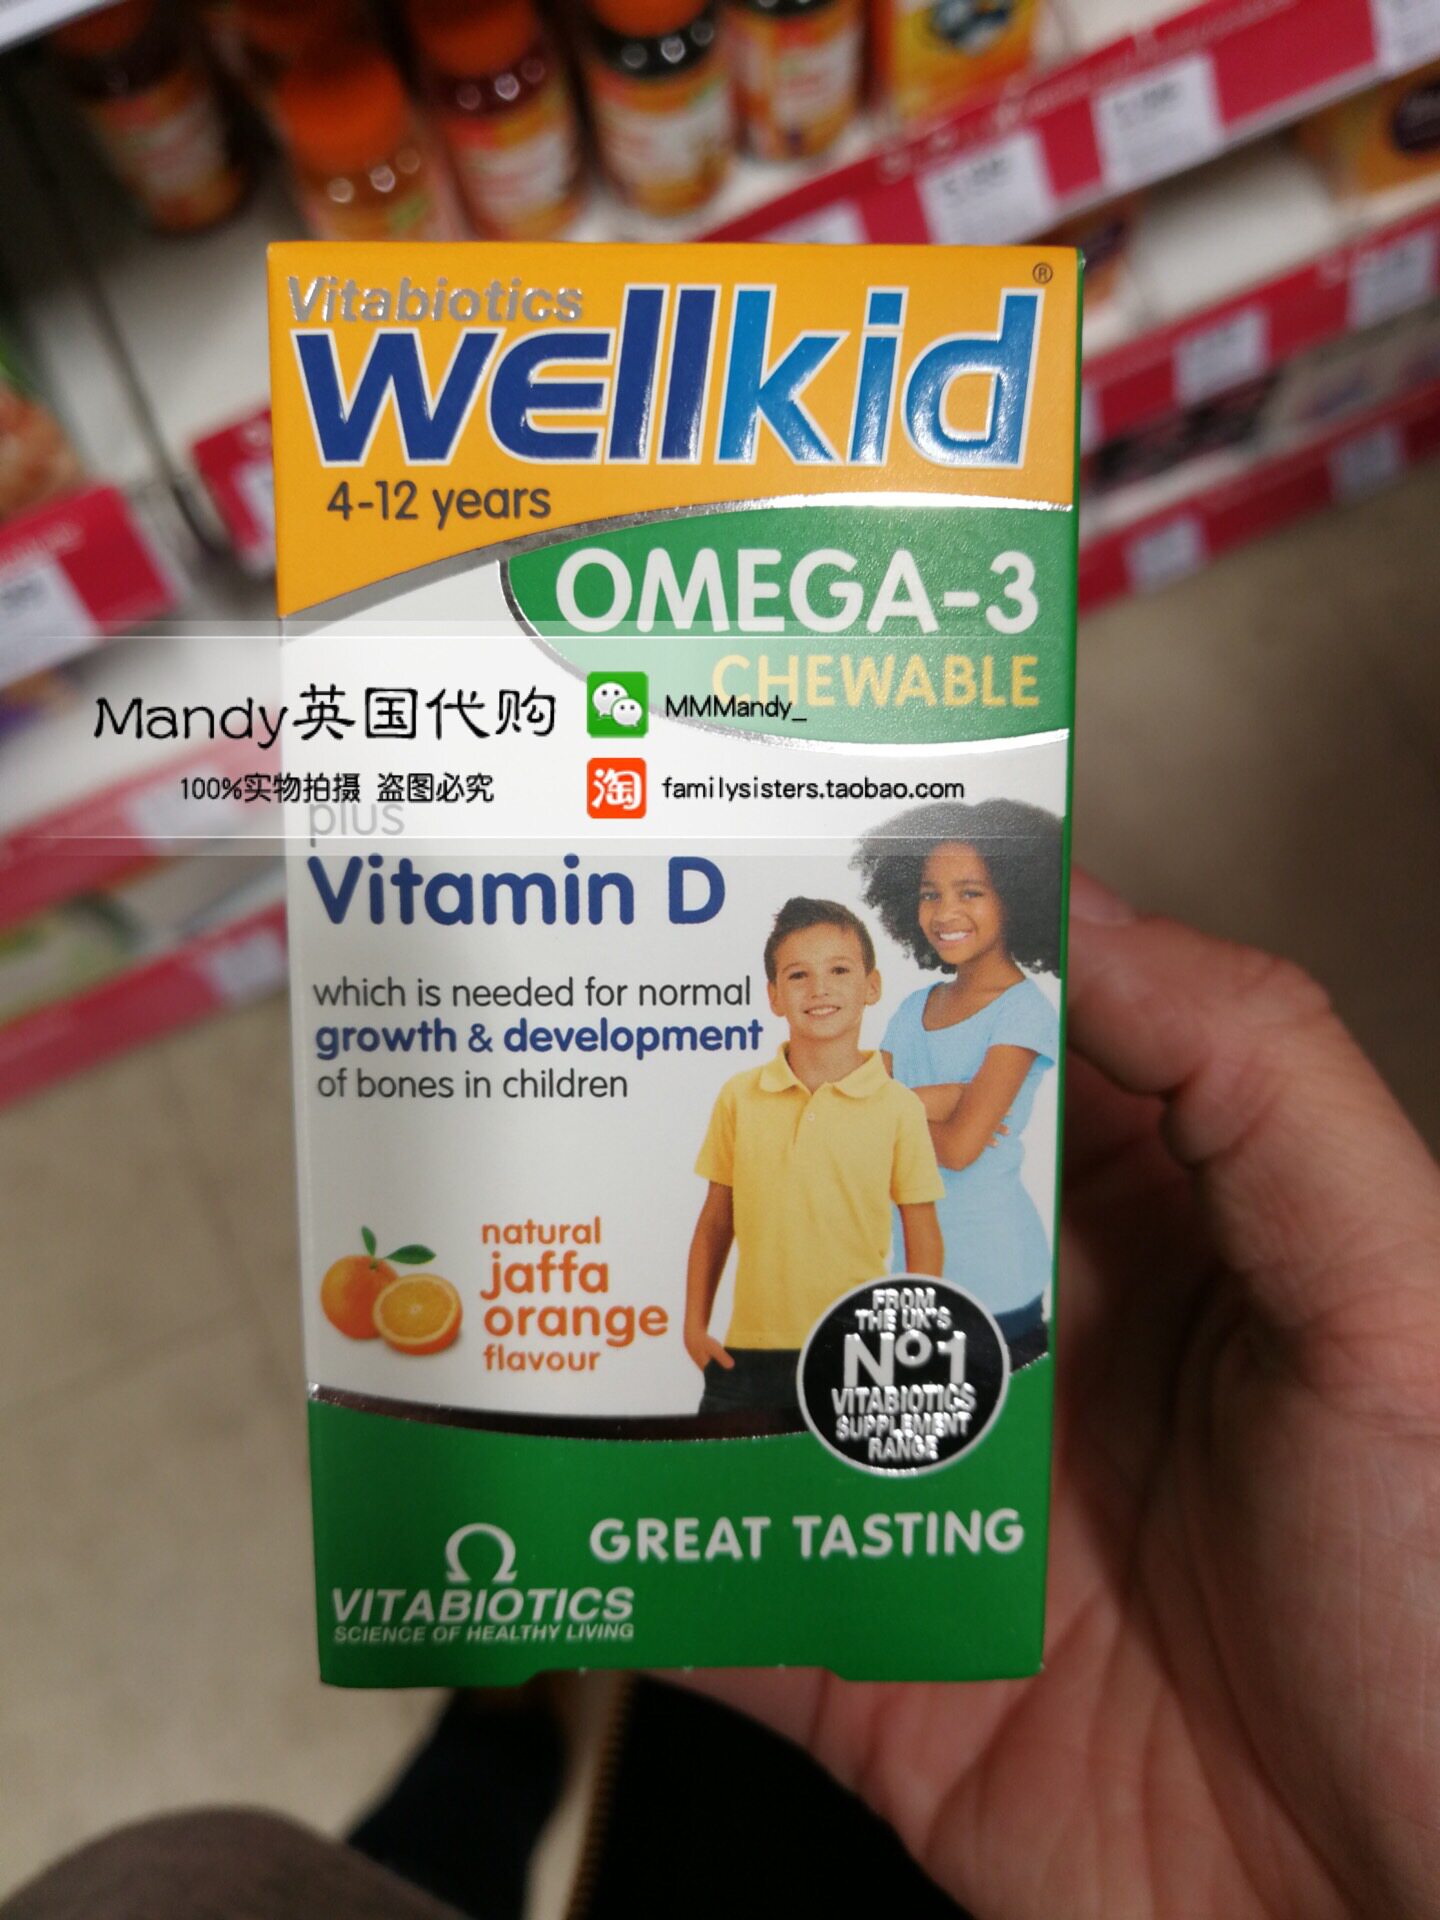 Vitabiotics
wellkid®
4-12 years
OMEGA-3
CHEWABLE
Mandy英国代购
MMMandy_
100%实物拍摄 盗图必究
淘
familysisters.taobao.com
plus
Vitamin D
which is needed for normal
growth & development
of bones in children
natural
jaffa
orange
flavour
FROM
THE UK'S
Nº1
VITABIOTICS
SUPPLEMENT
RANGE
GREAT TASTING
VITABIOTICS
SCIENCE OF HEALTHY LIVING